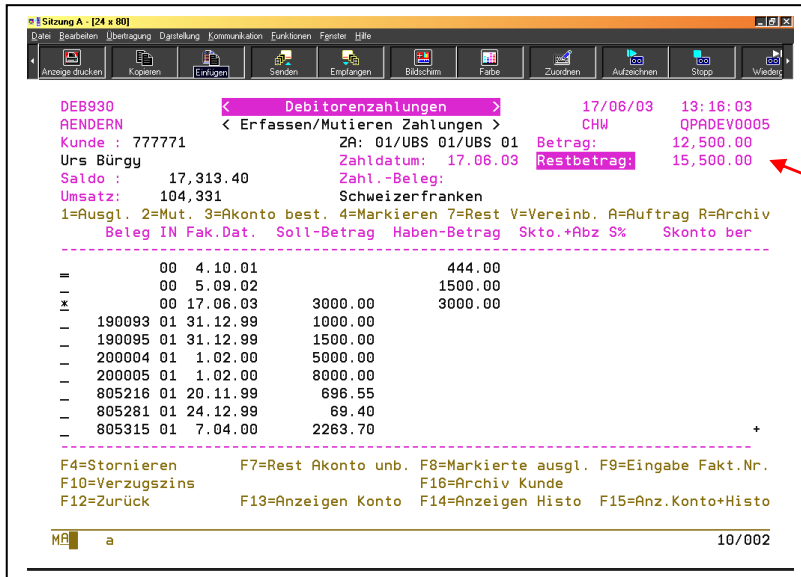 Sitzung A - [24 x 80]
Datei Bearbeiten Übertragung Darstellung Kommunikation Funktionen Fenster Hilfe
Anzeige drucken Kopieren Einfügen Senden Empfangen Bildschirm Farbe Zuordnen Aufzeichnen Stopp Wiederg
DEB930 < Debitorenzahlungen > 17/06/03 13:16:03
AENDERN < Erfassen/Mutieren Zahlungen > CHW QPADEV0005
Kunde : 777771 ZA: 01/UBS 01/UBS 01 Betrag: 12,500.00
Urs Bürgy Zahldatum: 17.06.03 Restbetrag: 15,500.00
Saldo : 17,313.40 Zahl.-Beleg:
Umsatz: 104,331 Schweizerfranken
1=Ausgl. 2=Mut. 3=Akonto best. 4=Markieren 7=Rest V=Vereinb. A=Auftrag R=Archiv
Beleg IN Fak.Dat. Soll-Betrag Haben-Betrag Skto.+Abz S% Skonto ber
--------------------------------------------------------------------------------
_ 00 4.10.01 444.00
_ 00 5.09.02 1500.00
* 00 17.06.03 3000.00 3000.00
_ 190093 01 31.12.99 1000.00
_ 190095 01 31.12.99 1500.00
_ 200004 01 1.02.00 5000.00
_ 200005 01 1.02.00 8000.00
_ 805216 01 20.11.99 696.55
_ 805281 01 24.12.99 69.40
_ 805315 01 7.04.00 2263.70 +
--------------------------------------------------------------------------------
F4=Stornieren F7=Rest Akonto unb. F8=Markierte ausgl. F9=Eingabe Fakt.Nr.
F10=Verzugszins F16=Archiv Kunde
F12=Zurück F13=Anzeigen Konto F14=Anzeigen Histo F15=Anz.Konto+Histo
MA a 10/002